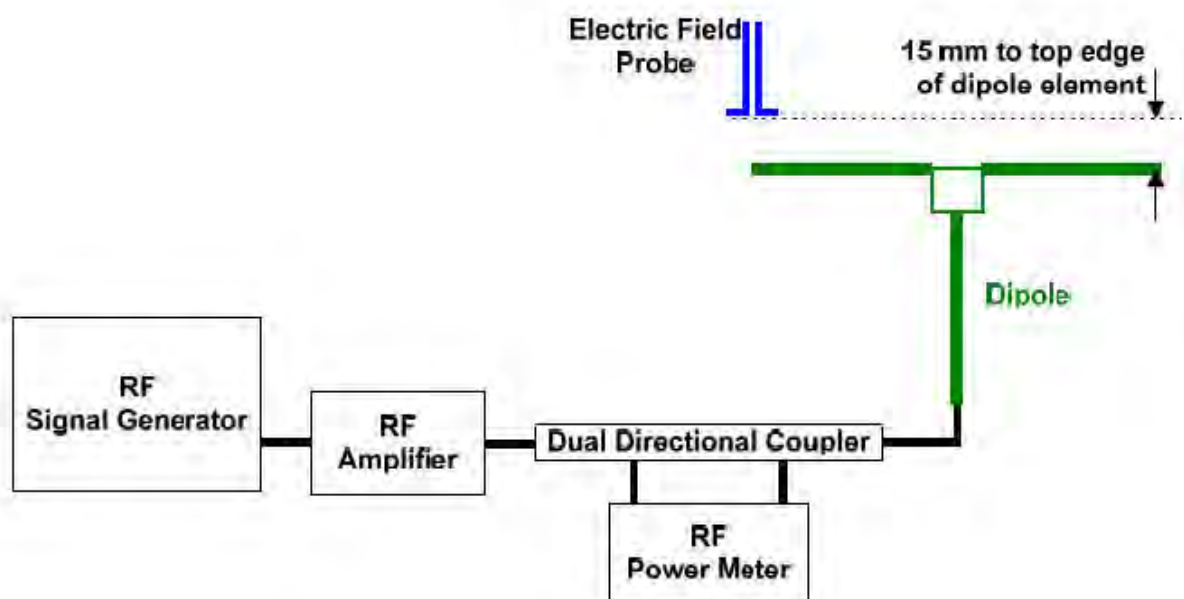 Electric Field
Probe
15 mm to top edge
of dipole element
Dipole
RF
Signal Generator
RF
Amplifier
Dual Directional Coupler
RF
Power Meter